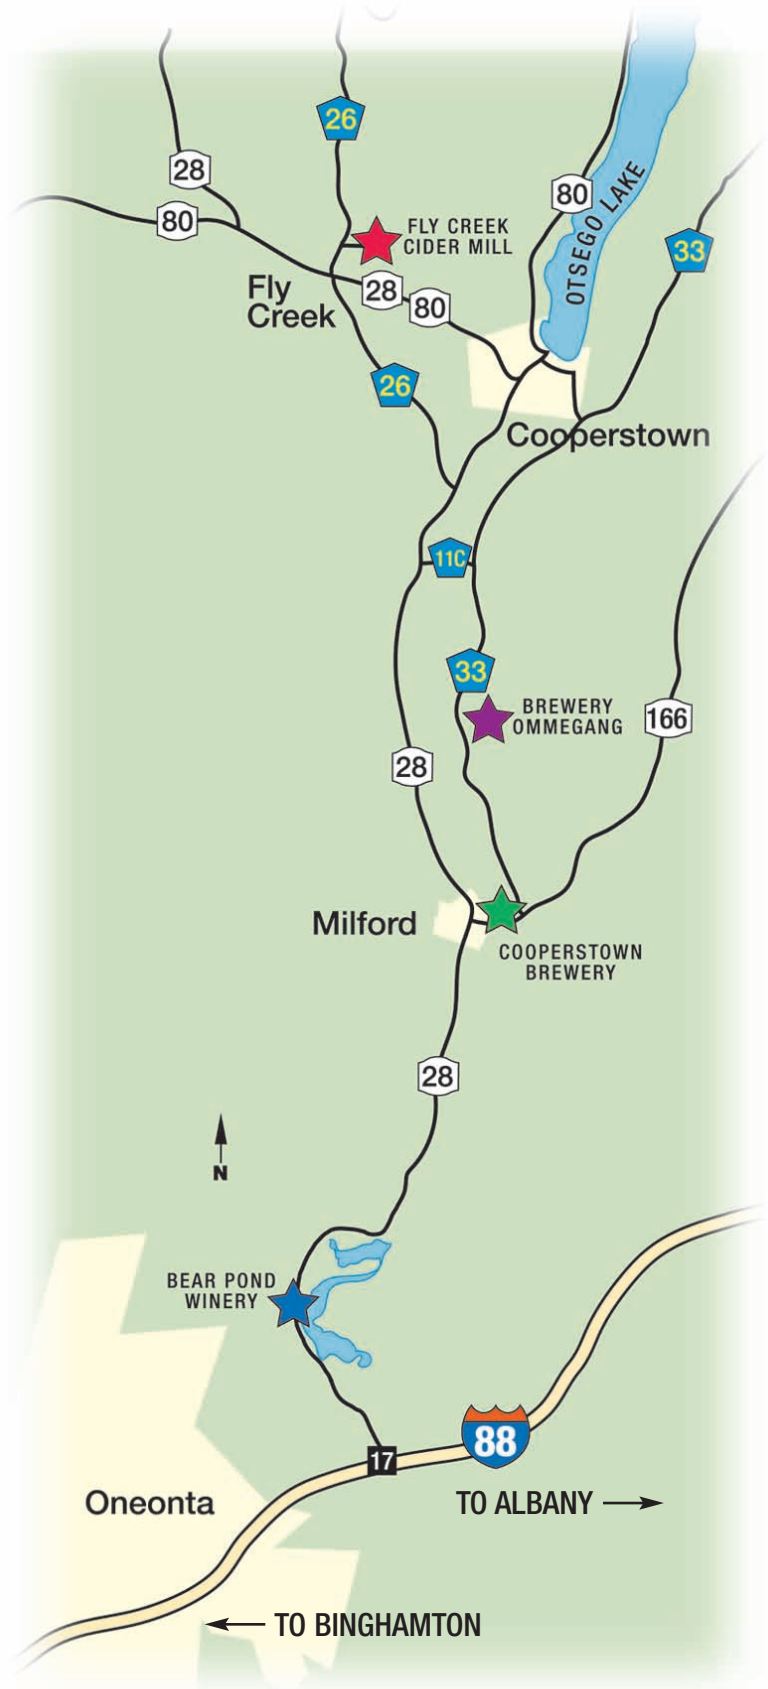 26
28
80
80
OTSEGO LAKE
FLY CREEK
CIDER MILL
33
Fly
Creek
28
80
26
Cooperstown
11C
33
BREWERY
OMMEGANG
166
28
Milford
COOPERSTOWN
BREWERY
28
N
BEAR POND
WINERY
88
17
Oneonta
TO ALBANY
TO BINGHAMTON